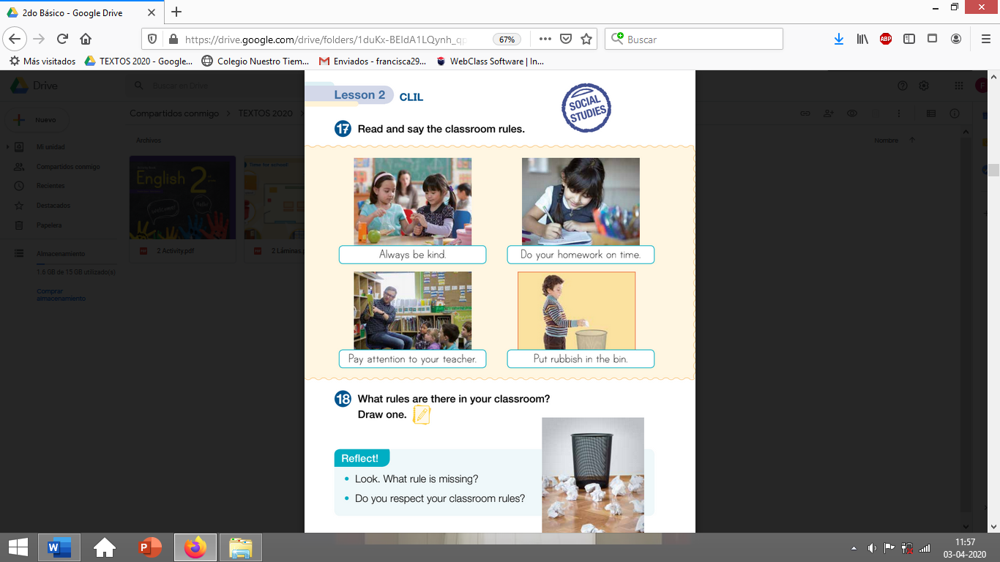 2do Básico - Google Drive
https://drive.google.com/drive/folders/1duKx-BEIdA1LQynh_qp
67%
Buscar
ABP
Más visitados
TEXTOS 2020 - Google...
Colegio Nuestro Tiem...
Enviados - francisca29...
WebClass Software | In...
Drive
Buscar en Drive
F
Nuevo
Compartidos conmigo
TEXTOS 2020
Archivos
Nombre
Mi unidad
Compartidos conmigo
Recientes
Destacados
Papelera
Almacenamiento
1.6 GB de 15 GB utilizado(s)
Comprar
almacenamiento
English 2
2 Activity.pdf
Time for school
2 Láminas.p
Lesson 2 CLIL
SOCIAL
STUDIES
17 Read and say the classroom rules.
Always be kind.
Do your homework on time.
Pay attention to your teacher.
Put rubbish in the bin.
18 What rules are there in your classroom?
Draw one.
Reflect!
• Look. What rule is missing?
• Do you respect your classroom rules?
11:57
03-04-2020